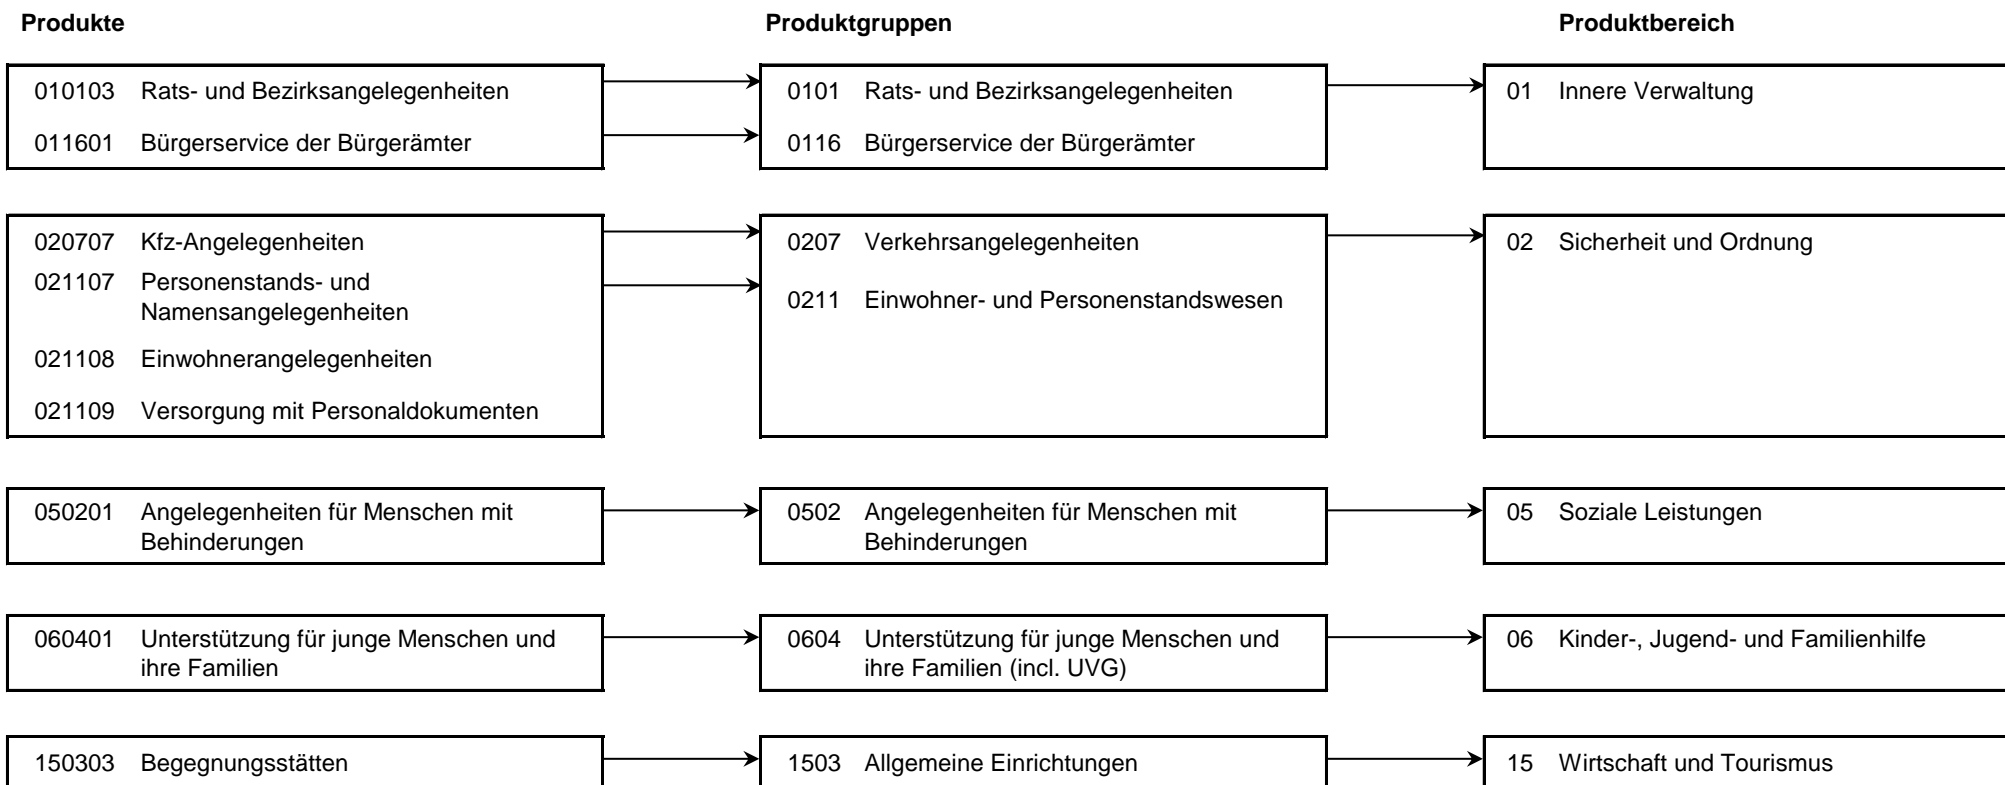 Produkte Produktgruppen Produktbereich
010103 Rats- und Bezirksangelegenheiten 0101 Rats- und Bezirksangelegenheiten 01 Innere Verwaltung
011601 Bürgerservice der Bürgerämter 0116 Bürgerservice der Bürgerämter
020707 Kfz-Angelegenheiten 0207 Verkehrsangelegenheiten 02 Sicherheit und Ordnung
021107 Personenstands- und
Namensangelegenheiten
0211 Einwohner- und Personenstandswesen
021108 Einwohnerangelegenheiten
021109 Versorgung mit Personaldokumenten
050201 Angelegenheiten für Menschen mit
Behinderungen
0502 Angelegenheiten für Menschen mit
Behinderungen
05 Soziale Leistungen
060401 Unterstützung für junge Menschen und
ihre Familien
0604 Unterstützung für junge Menschen und
ihre Familien (incl. UVG)
06 Kinder-, Jugend- und Familienhilfe
150303 Begegnungsstätten 1503 Allgemeine Einrichtungen 15 Wirtschaft und Tourismus